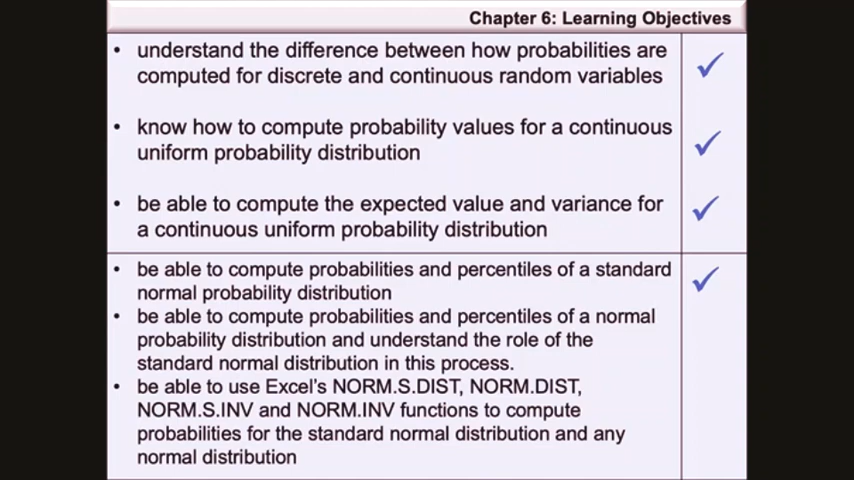 Chapter 6: Learning Objectives
• understand the difference between how probabilities are
computed for discrete and continuous random variables
• know how to compute probability values for a continuous
uniform probability distribution
• be able to compute the expected value and variance for
a continuous uniform probability distribution
• be able to compute probabilities and percentiles of a standard
normal probability distribution
• be able to compute probabilities and percentiles of a normal
probability distribution and understand the role of the
standard normal distribution in this process.
• be able to use Excel's NORM.S.DIST, NORM.DIST,
NORM.S.INV and NORM.INV functions to compute
probabilities for the standard normal distribution and any
normal distribution